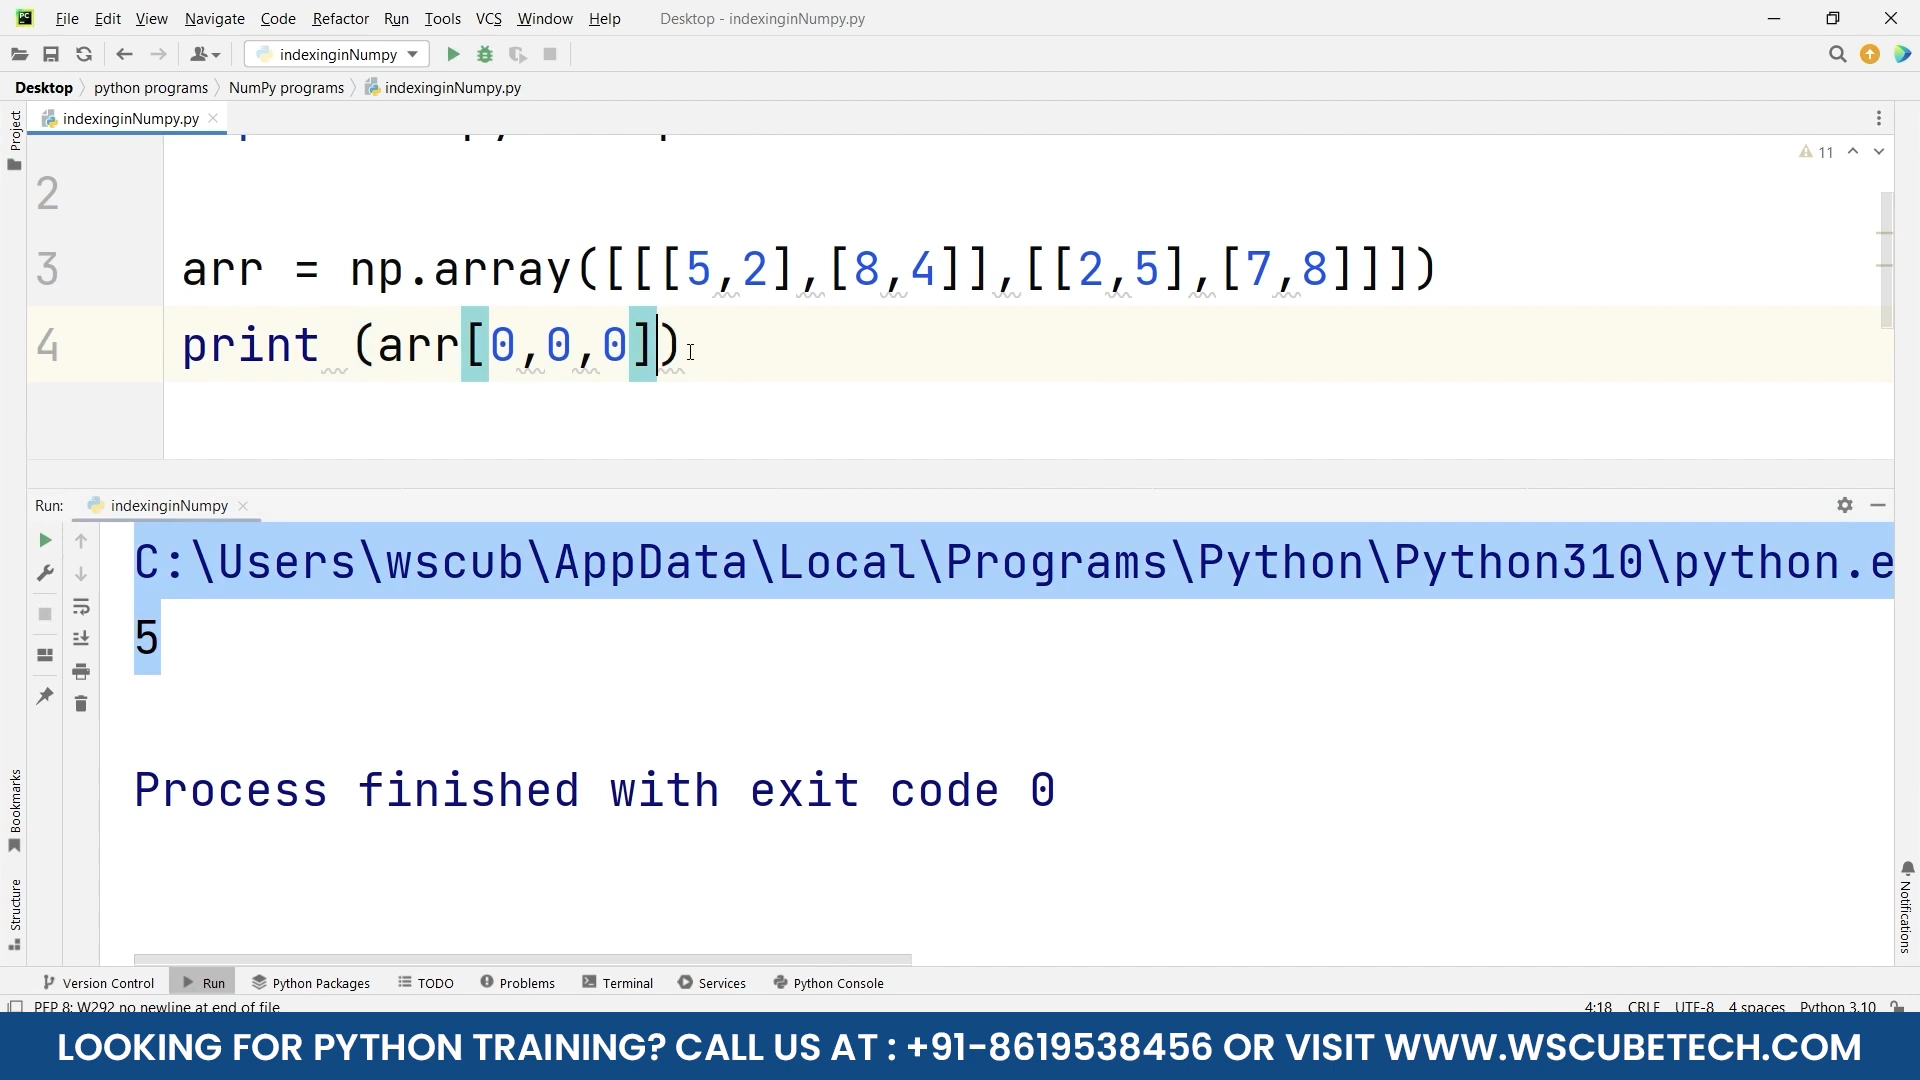 File Edit View Navigate Code Refactor Run Tools VCS Window Help Desktop - indexinginNumpy.py
indexinginNumpy
Desktop python programs NumPy programs indexinginNumpy.py
indexinginNumpy.py
Project
11
2
3 arr = np.array([[[5,2],[8,4]],[[2,5],[7,8]]])
4 print (arr[0,0,0])
Run: indexinginNumpy
C:\Users\wscub\AppData\Local\Programs\Python\Python310\python.e
5
Process finished with exit code 0
Bookmarks
Structure
Notifications
Version Control Run Python Packages TODO Problems Terminal Services Python Console
PEP 8: W292 no newline at end of file 4:18 CRLF UTF-8 4 spaces Python 3.10
LOOKING FOR PYTHON TRAINING? CALL US AT : +91-8619538456 OR VISIT WWW.WSCUBETECH.COM